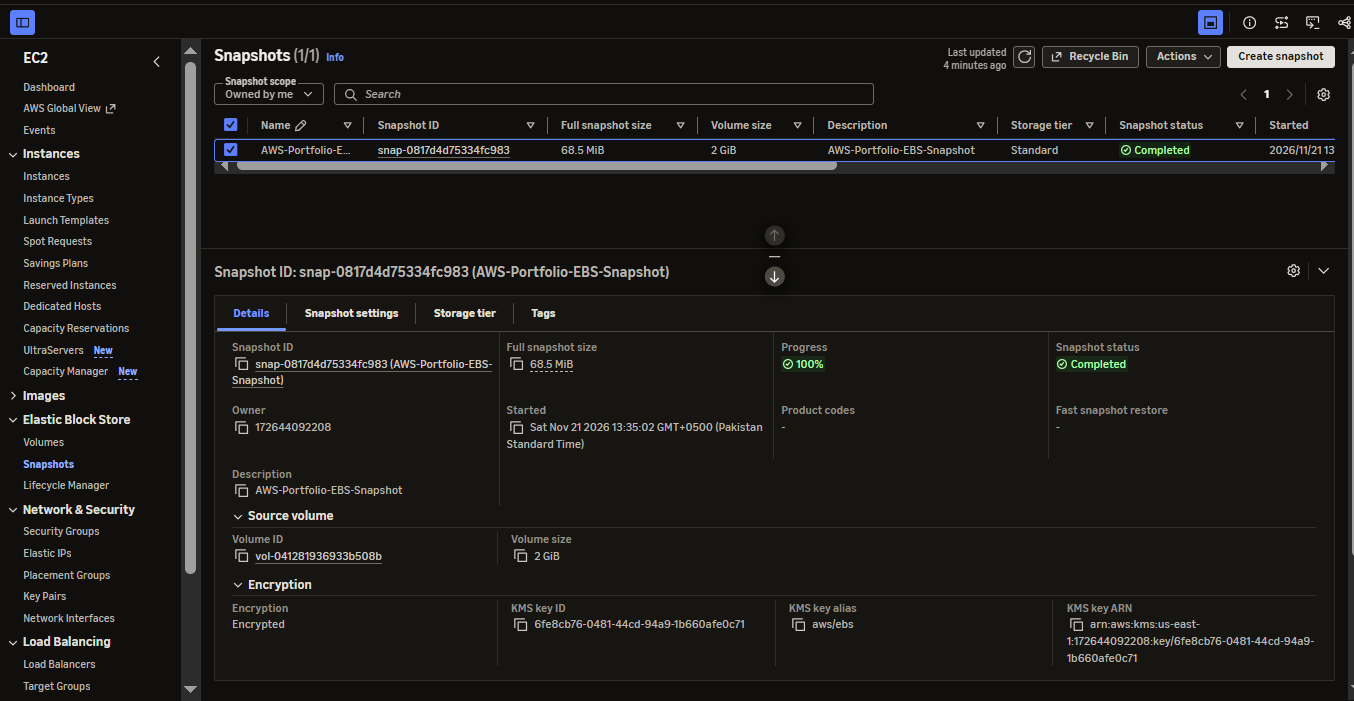 EC2
Dashboard
AWS Global View
Events
Instances
Instances
Instance Types
Launch Templates
Spot Requests
Savings Plans
Reserved Instances
Dedicated Hosts
Capacity Reservations
UltraServers New
Capacity Manager New
Images
Elastic Block Store
Volumes
Snapshots
Lifecycle Manager
Network & Security
Security Groups
Elastic IPs
Placement Groups
Key Pairs
Network Interfaces
Load Balancing
Load Balancers
Target Groups
Snapshots (1/1) Info
Last updated
4 minutes ago
Recycle Bin
Actions
Create snapshot
Snapshot scope
Owned by me
Search
1
Name Snapshot ID Full snapshot size Volume size Description Storage tier Snapshot status Started
AWS-Portfolio-E... snap-0817d4d75334fc983 68.5 MiB 2 GiB AWS-Portfolio-EBS-Snapshot Standard Completed 2026/11/21 13
Snapshot ID: snap-0817d4d75334fc983 (AWS-Portfolio-EBS-Snapshot)
Details Snapshot settings Storage tier Tags
Snapshot ID
snap-0817d4d75334fc983 (AWS-Portfolio-EBS-
Snapshot)
Full snapshot size
68.5 MiB
Progress
100%
Snapshot status
Completed
Owner
172644092208
Started
Sat Nov 21 2026 13:35:02 GMT+0500 (Pakistan
Standard Time)
Product codes
-
Fast snapshot restore
-
Description
AWS-Portfolio-EBS-Snapshot
Source volume
Volume ID
vol-041281936933b508b
Volume size
2 GiB
Encryption
Encryption
Encrypted
KMS key ID
6fe8cb76-0481-44cd-94a9-1b660afe0c71
KMS key alias
aws/ebs
KMS key ARN
arn:aws:kms:us-east-
1:172644092208:key/6fe8cb76-0481-44cd-94a9-
1b660afe0c71